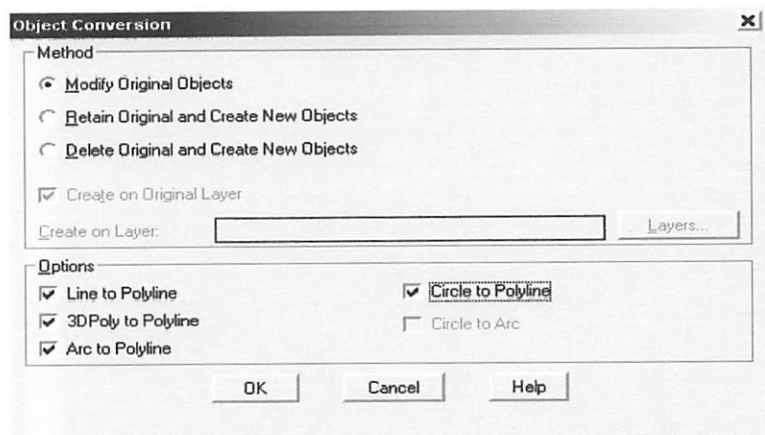 Object Conversion
Method
Modify Original Objects
Retain Original and Create New Objects
Delete Original and Create New Objects
Create on Original Layer
Create on Layer:
Layers...
Options
Line to Polyline
Circle to Polyline
3DPoly to Polyline
Circle to Arc
Arc to Polyline
OK
Cancel
Help